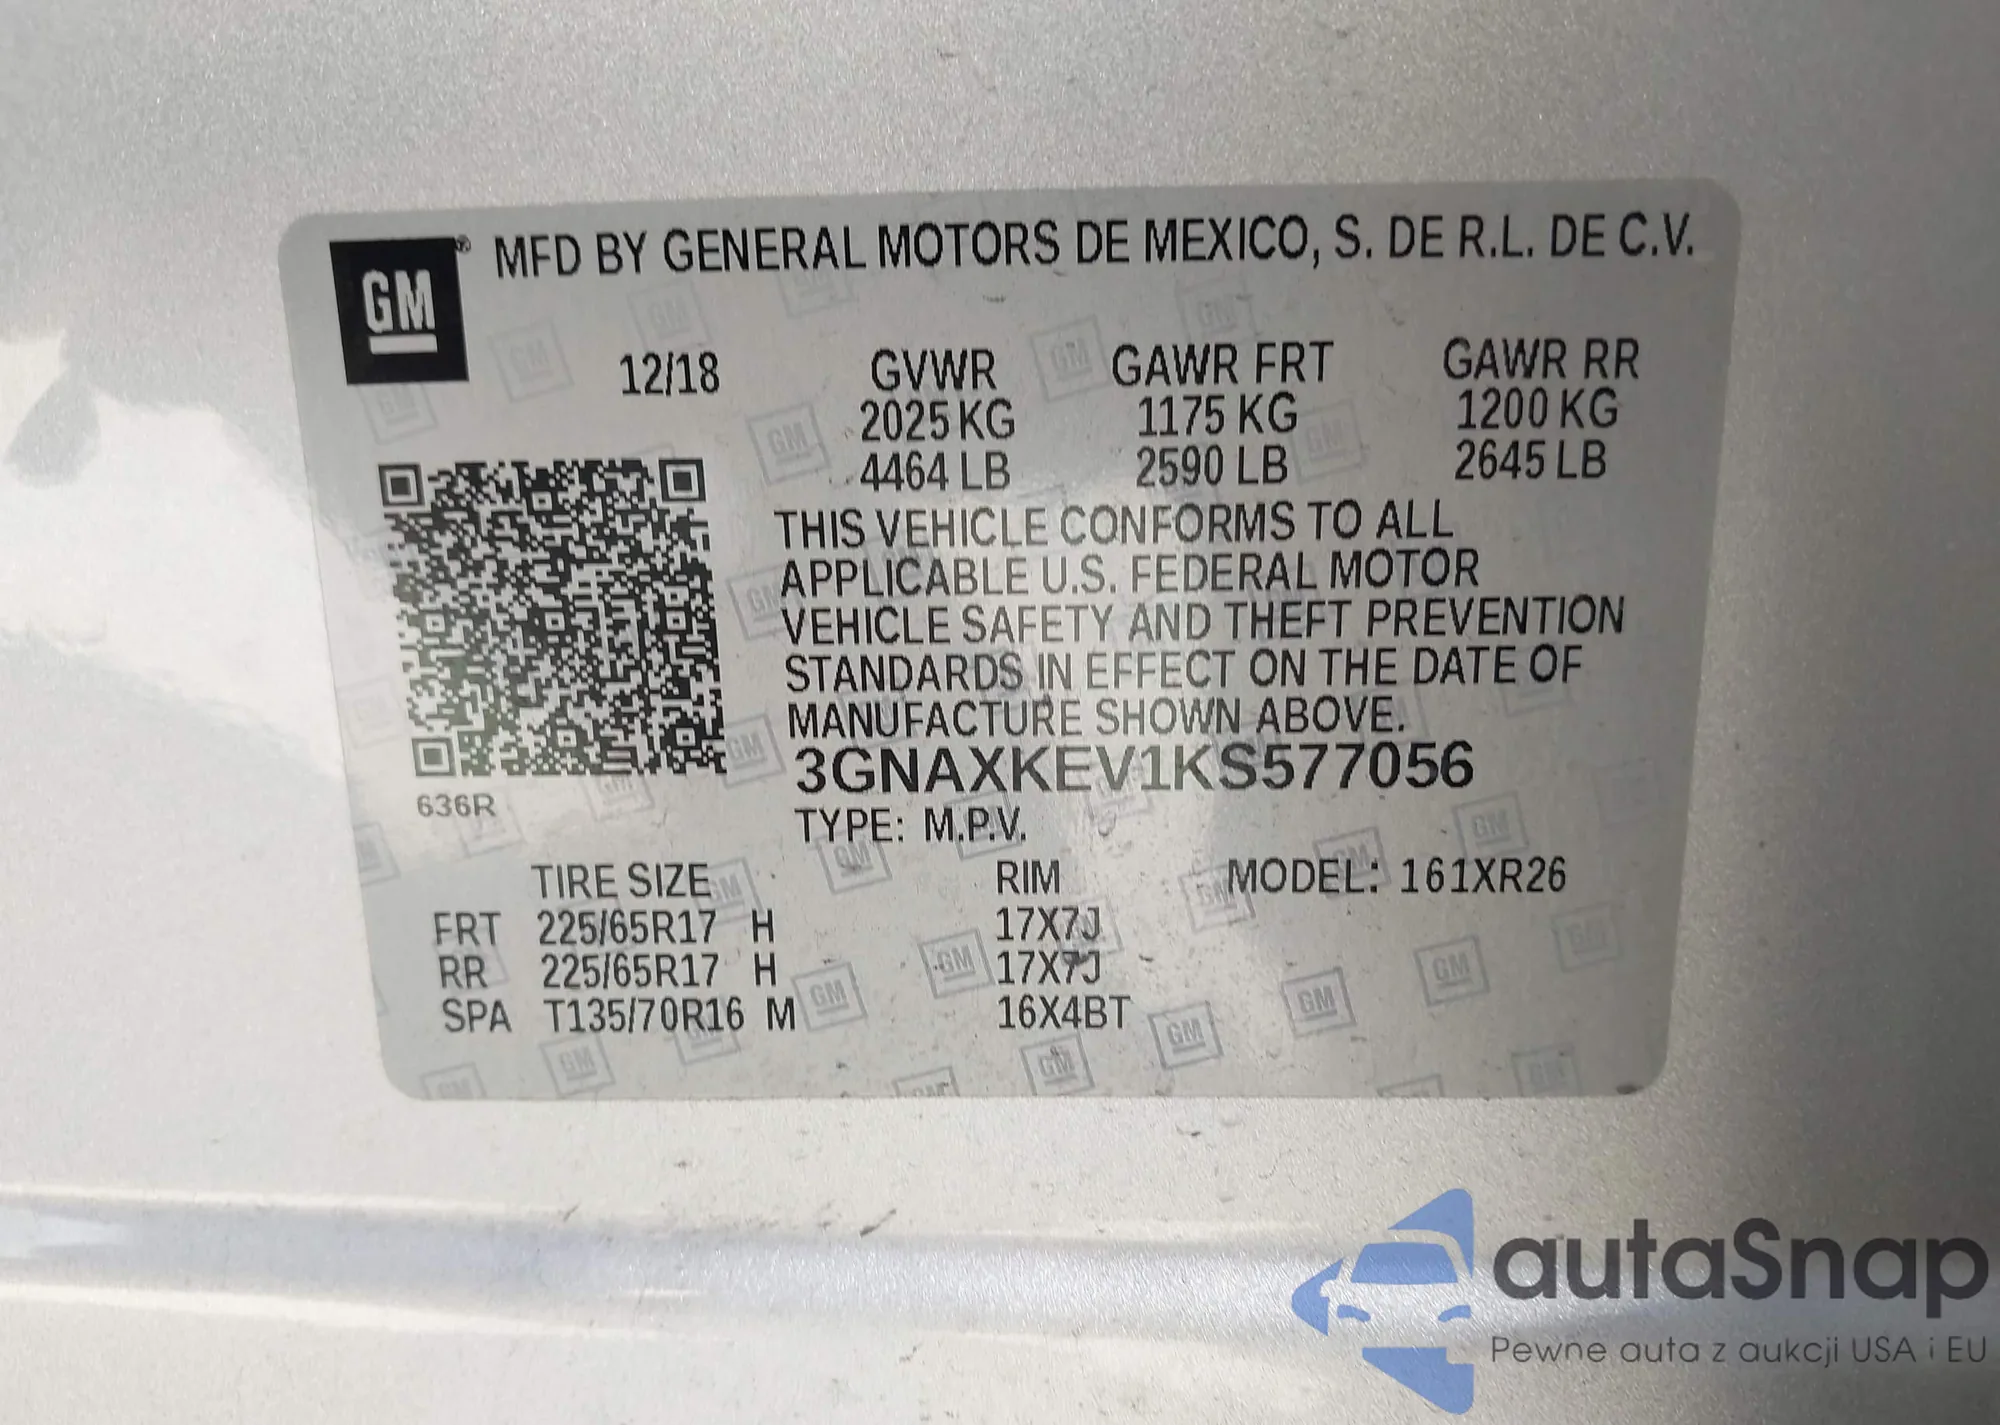 GM ® MFD BY GENERAL MOTORS DE MEXICO, S. DE R.L. DE C.V.
12/18 GVWR GAWR FRT GAWR RR
2025 KG 1175 KG 1200 KG
4464 LB 2590 LB 2645 LB
THIS VEHICLE CONFORMS TO ALL
APPLICABLE U.S. FEDERAL MOTOR
VEHICLE SAFETY AND THEFT PREVENTION
STANDARDS IN EFFECT ON THE DATE OF
MANUFACTURE SHOWN ABOVE.
3GNAXKEV1KS577056
636R
TYPE: M.P.V.
TIRE SIZE RIM MODEL: 161XR26
FRT 225/65R17 H 17X7J
RR 225/65R17 H 17X7J
SPA T135/70R16 M 16X4BT
autaSnap
Pewne auta z aukcji USA i EU